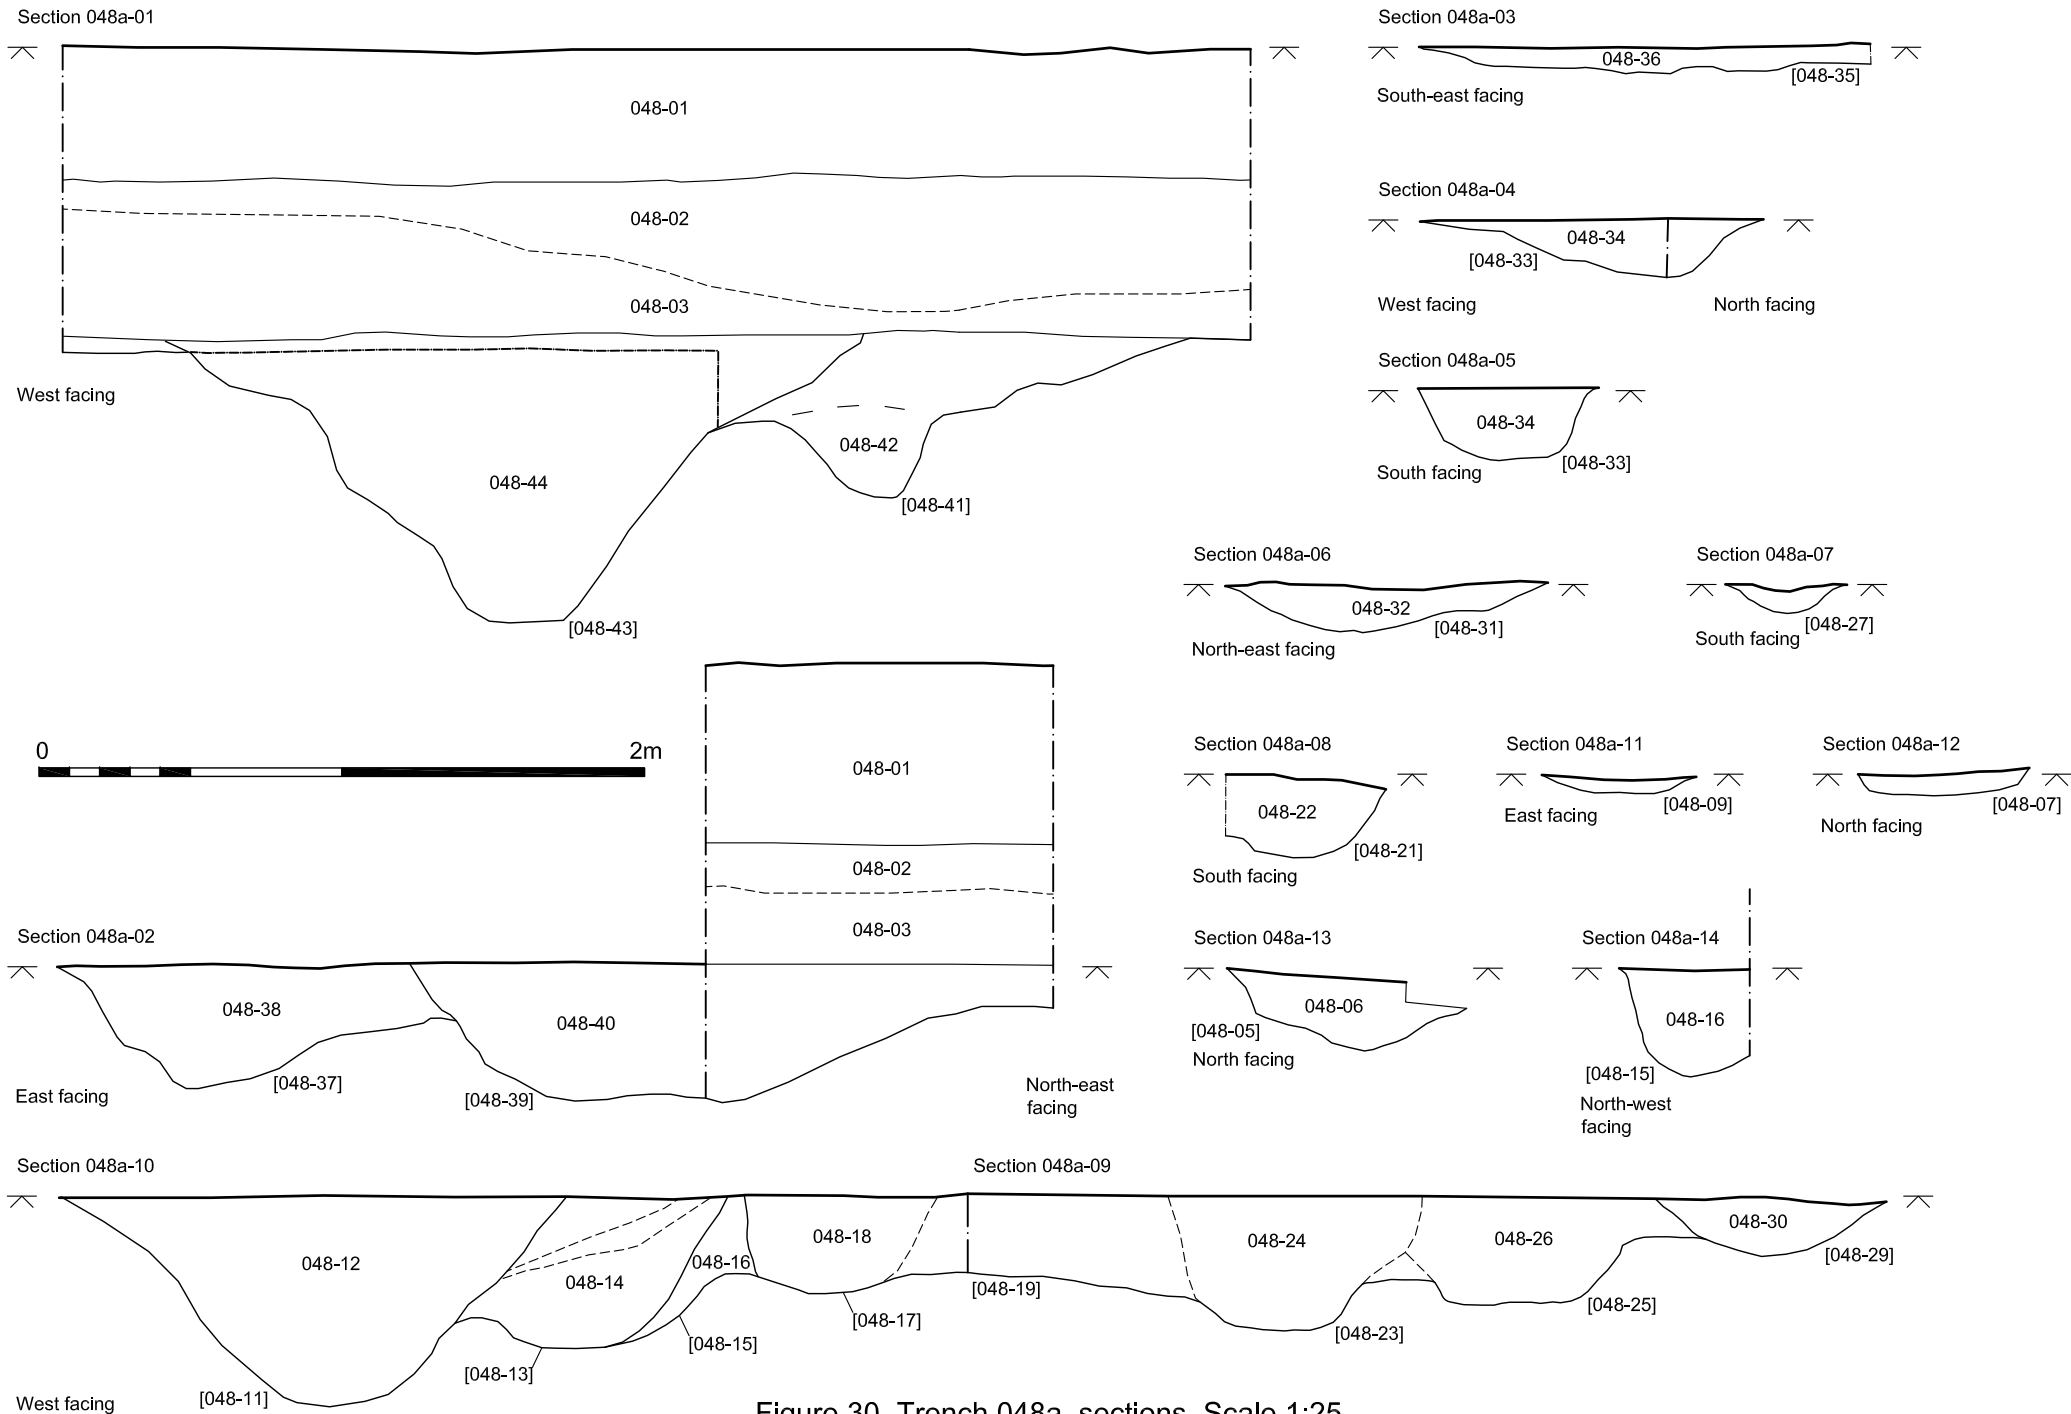 Section 048a-01
048-01
048-02
048-03
West facing
048-44
048-42
[048-41]
[048-43]
Section 048a-03
048-36
[048-35]
South-east facing
Section 048a-04
048-34
[048-33]
West facing
North facing
Section 048a-05
048-34
[048-33]
South facing
Section 048a-06
048-32
[048-31]
North-east facing
Section 048a-07
[048-27]
South facing
0
2m
048-01
048-02
048-03
Section 048a-02
048-38
048-40
[048-37]
[048-39]
East facing
North-east
facing
Section 048a-08
048-22
[048-21]
South facing
Section 048a-11
[048-09]
East facing
Section 048a-12
[048-07]
North facing
Section 048a-13
048-06
[048-05]
North facing
Section 048a-14
048-16
[048-15]
North-west
facing
Section 048a-10
Section 048a-09
048-12
048-14
048-16
048-18
048-24
048-26
048-30
[048-29]
[048-19]
[048-25]
[048-17]
[048-23]
[048-15]
[048-13]
[048-11]
West facing
Figure 30. Trench 048a, sections. Scale 1:25